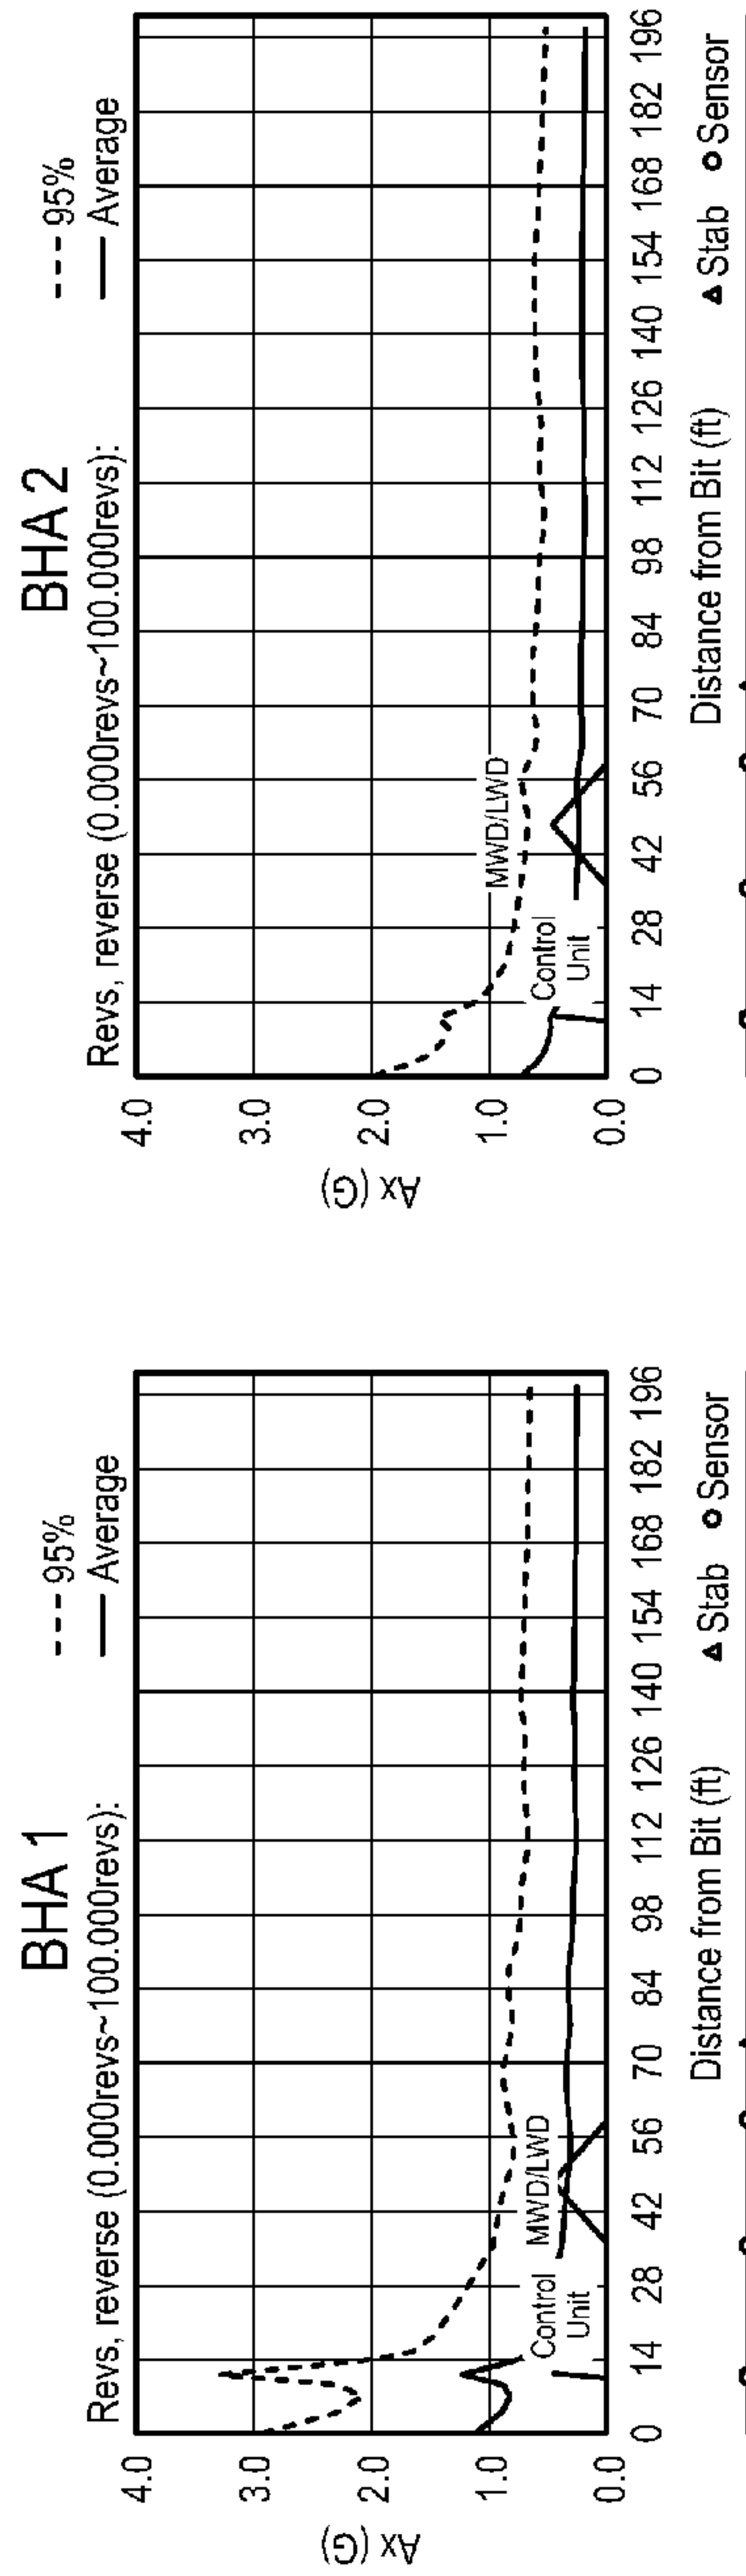 BHA 1
Revs, reverse (0.000revs~100.000revs):
--- 95%
— Average
4.0
3.0
2.0
1.0
0.0
Ax (G)
Control
Unit
MWD/LWD
0 14 28 42 56 70 84 98 112 126 140 154 168 182 196
Distance from Bit (ft)
▲ Stab o Sensor
BHA 2
Revs, reverse (0.000revs~100.000revs):
--- 95%
— Average
4.0
3.0
2.0
1.0
0.0
Ax (G)
Control
Unit
MWD/LWD
0 14 28 42 56 70 84 98 112 126 140 154 168 182 196
Distance from Bit (ft)
▲ Stab o Sensor